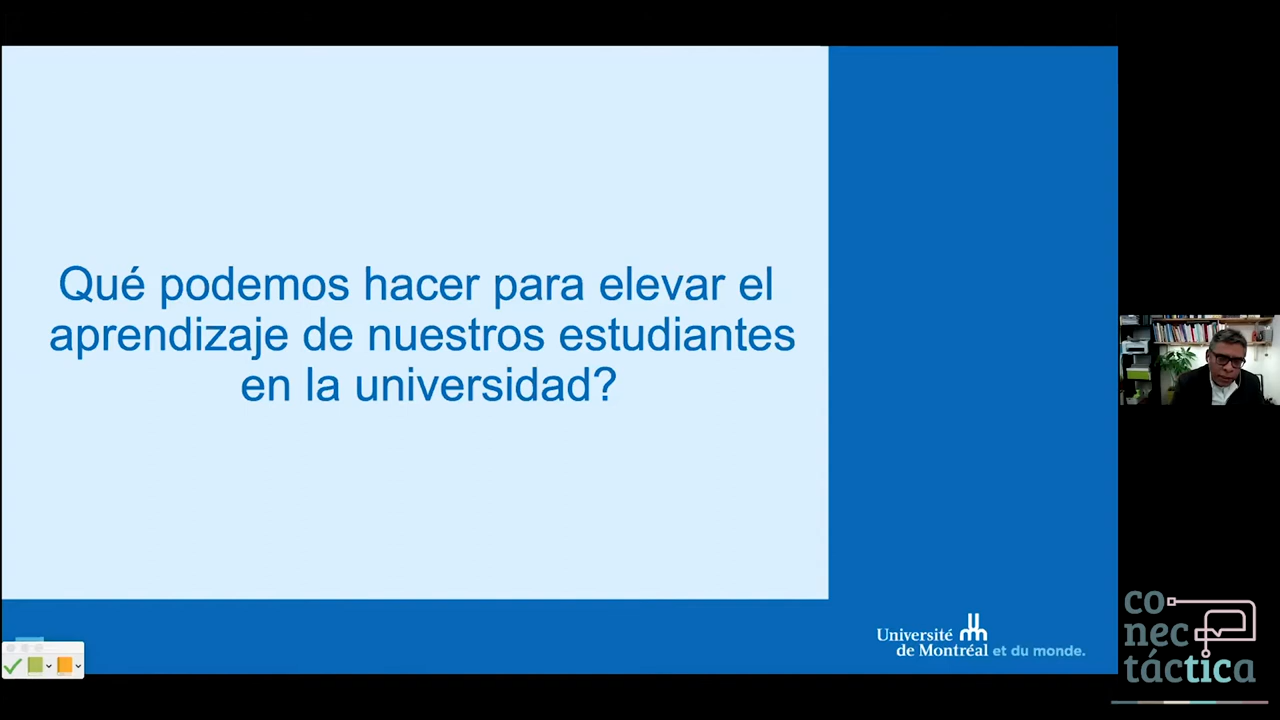 Qué podemos hacer para elevar el
aprendizaje de nuestros estudiantes
en la universidad?
Université
de Montréal et du monde.
co
nec
táctica